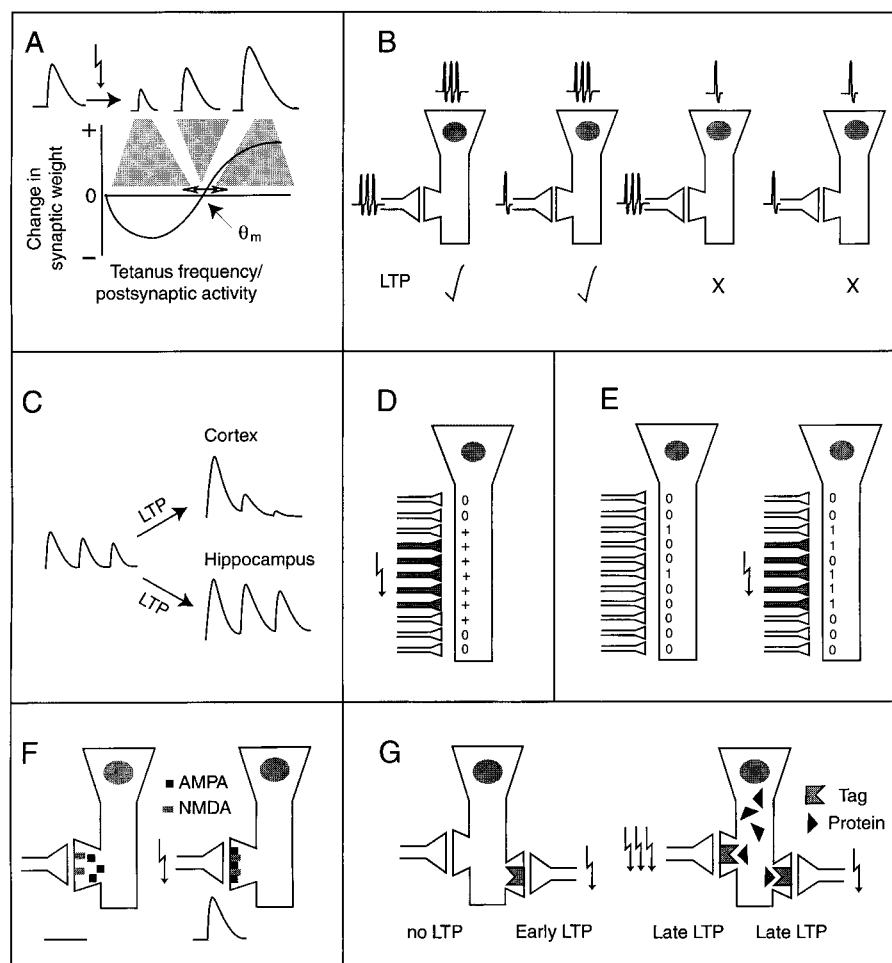 A
+
0
−
Change in
synaptic weight
θm
Tetanus frequency/
postsynaptic activity
B
LTP
X
X
C
Cortex
LTP
Hippocampus
LTP
D
0
0
+
+
+
+
+
+
+
0
0
E
0
0
1
0
0
1
0
0
0
0
0
0
0
1
1
0
1
1
1
0
0
0
F
AMPA
NMDA
G
Tag
Protein
no LTP
Early LTP
Late LTP
Late LTP